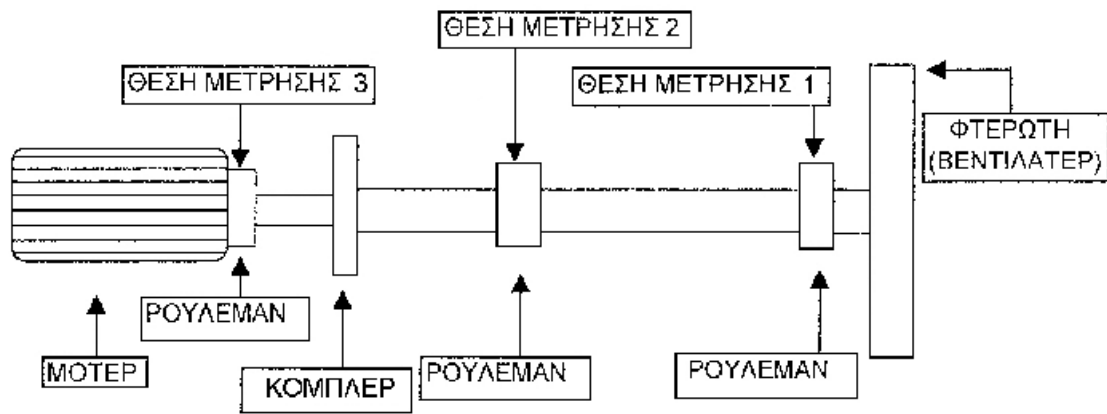 ΘΕΣΗ ΜΕΤΡΗΣΗΣ 2
ΘΕΣΗ ΜΕΤΡΗΣΗΣ 3
ΘΕΣΗ ΜΕΤΡΗΣΗΣ 1
ΦΤΕΡΩΤΗ
(ΒΕΝΤΙΛΑΤΕΡ)
ΡΟΥΛΕΜΑΝ
ΜΟΤΕΡ
ΚΟΜΠΛΕΡ
ΡΟΥΛΕΜΑΝ
ΡΟΥΛΕΜΑΝ